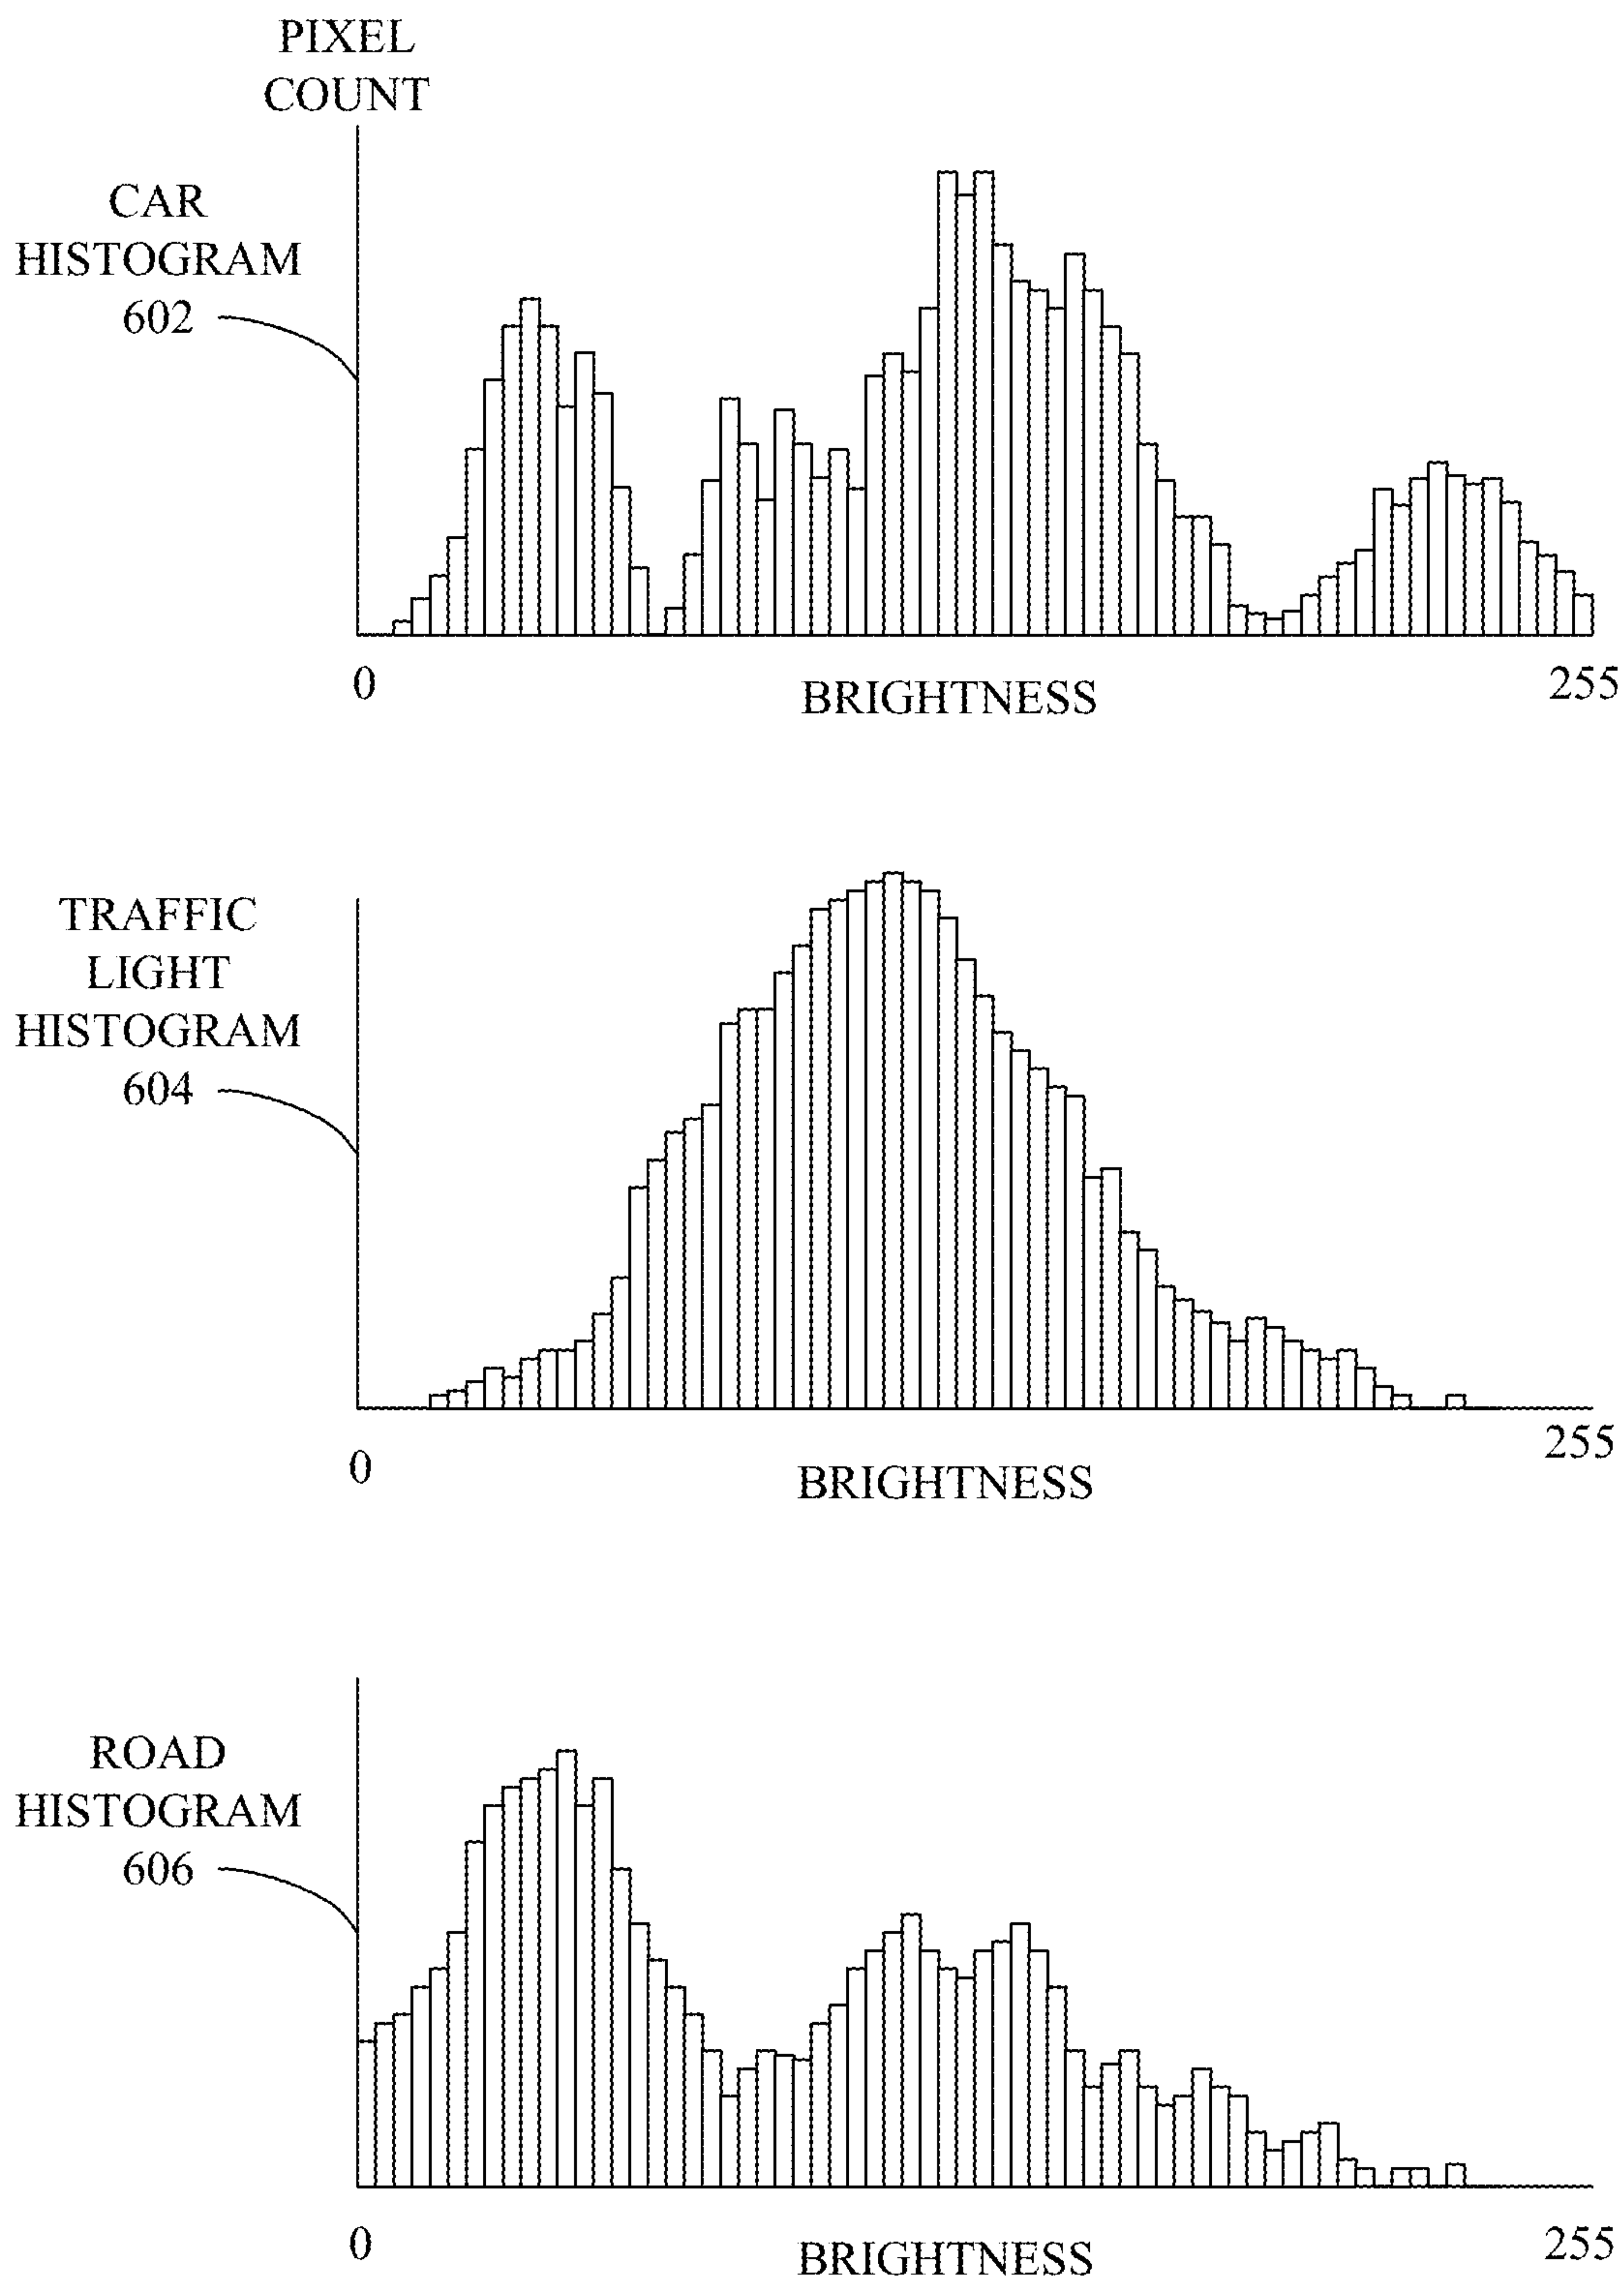 PIXEL
COUNT
CAR
HISTOGRAM
602
0
BRIGHTNESS
255
TRAFFIC
LIGHT
HISTOGRAM
604
0
BRIGHTNESS
255
ROAD
HISTOGRAM
606
0
BRIGHTNESS
255